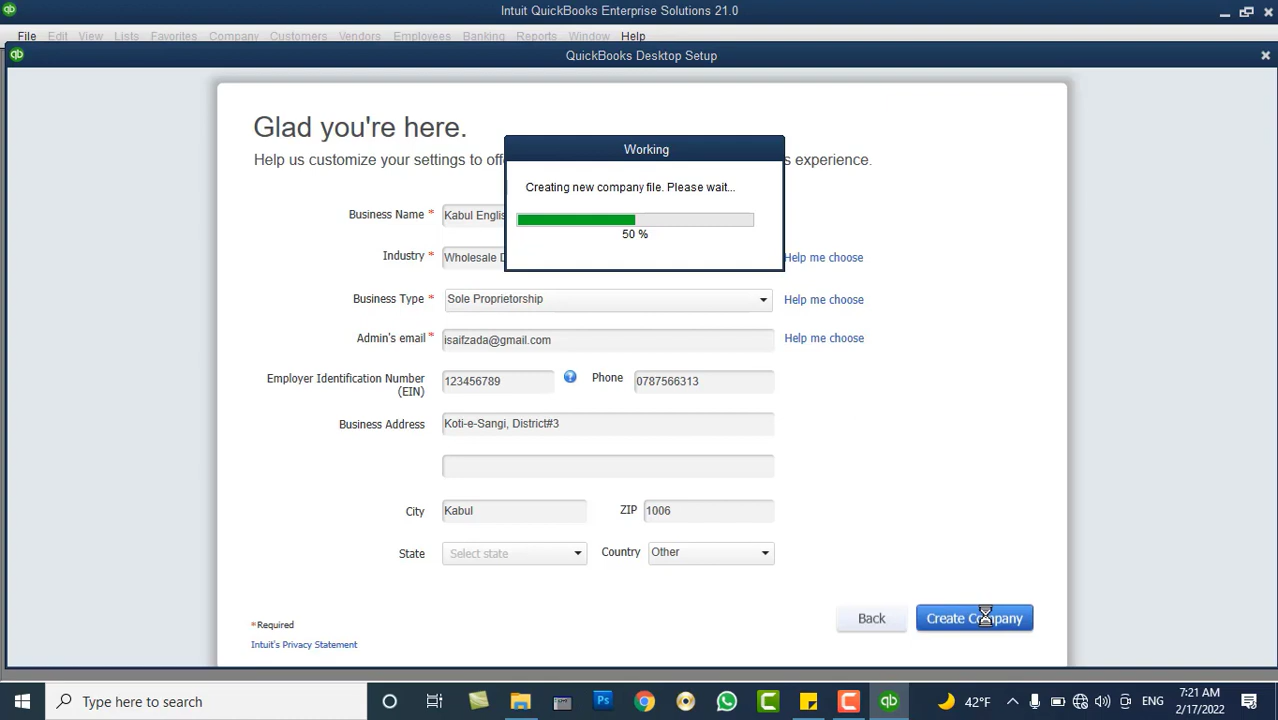 Intuit QuickBooks Enterprise Solutions 21.0
File Edit View Lists Favorites Company Customers Vendors Employees Banking Reports Window Help
QuickBooks Desktop Setup
Glad you're here.
Help us customize your settings to of
s experience.
Working
Creating new company file. Please wait...
50 %
Business Name * Kabul Englis
Industry * Wholesale D Help me choose
Business Type * Sole Proprietorship Help me choose
Admin's email * isaifzada@gmail.com Help me choose
Employer Identification Number (EIN) 123456789 ? Phone 0787566313
Business Address Koti-e-Sangi, District#3
City Kabul ZIP 1006
State Select state Country Other
*Required
Back Create Company
Intuit's Privacy Statement
Type here to search
42°F ENG 7:21 AM
2/17/2022